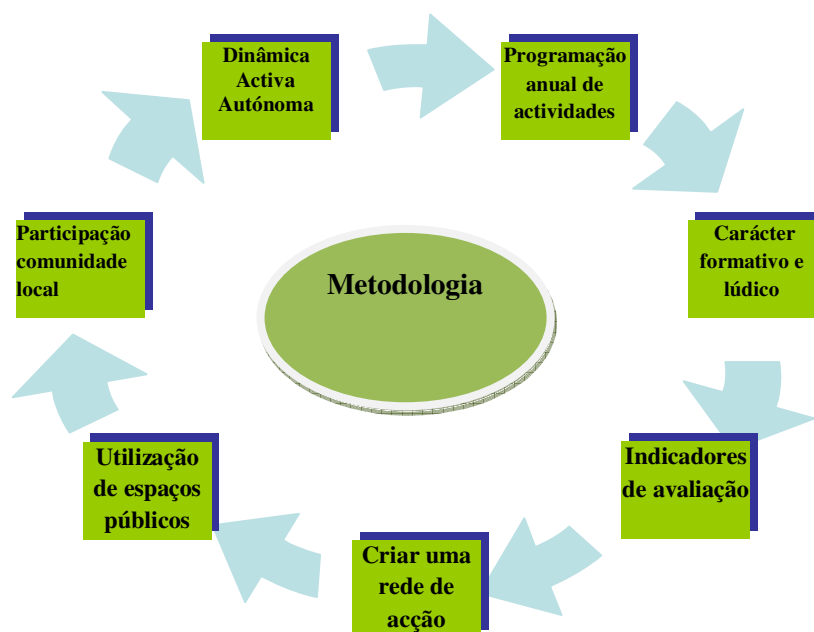 Dinâmica
Activa
Autónoma
Programação
anual de
actividades
Carácter
formativo e
lúdico
Indicadores
de avaliação
Criar uma
rede de
acção
Utilização
de espaços
públicos
Participação
comunidade
local
Metodologia